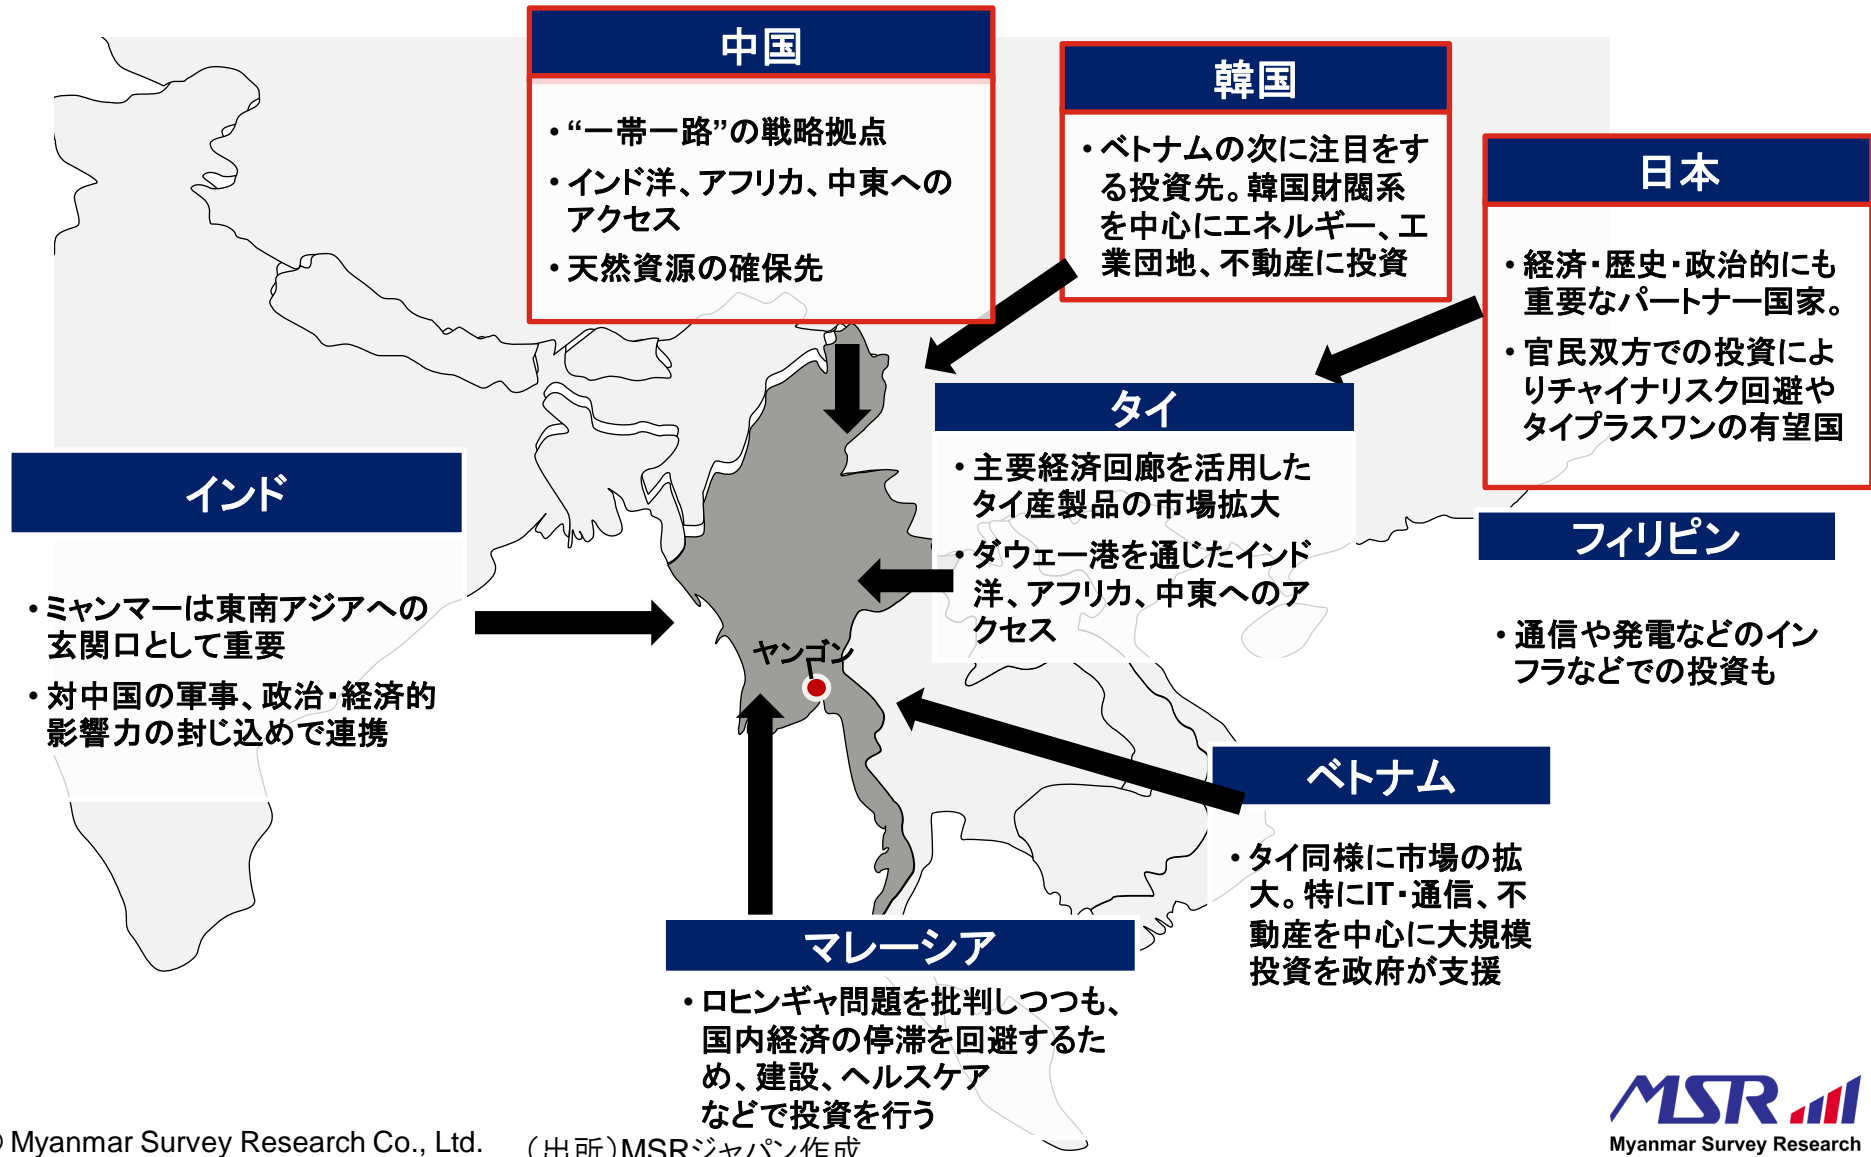 中国
・“一帯一路”の戦略拠点
・インド洋、アフリカ、中東への
アクセス
・天然資源の確保先
韓国
・ベトナムの次に注目をす
る投資先。韓国財閥系
を中心にエネルギー、工
業団地、不動産に投資
日本
・経済・歴史・政治的にも
重要なパートナー国家。
・官民双方での投資によ
りチャイナリスク回避や
タイプラスワンの有望国
タイ
・主要経済回廊を活用した
タイ産製品の市場拡大
・ダウェー港を通じたインド
洋、アフリカ、中東へのア
クセス
インド
・ミャンマーは東南アジアへの
玄関口として重要
・対中国の軍事、政治・経済的
影響力の封じ込めで連携
フィリピン
・通信や発電などのイン
フラなどでの投資も
ヤンゴン
ベトナム
・タイ同様に市場の拡
大。特にIT・通信、不
動産を中心に大規模
投資を政府が支援
マレーシア
・ロヒンギャ問題を批判しつつも、
国内経済の停滞を回避するた
め、建設、ヘルスケア
などで投資を行う
© Myanmar Survey Research Co., Ltd.
（出所）MSRジャパン作成
MSR
Myanmar Survey Research